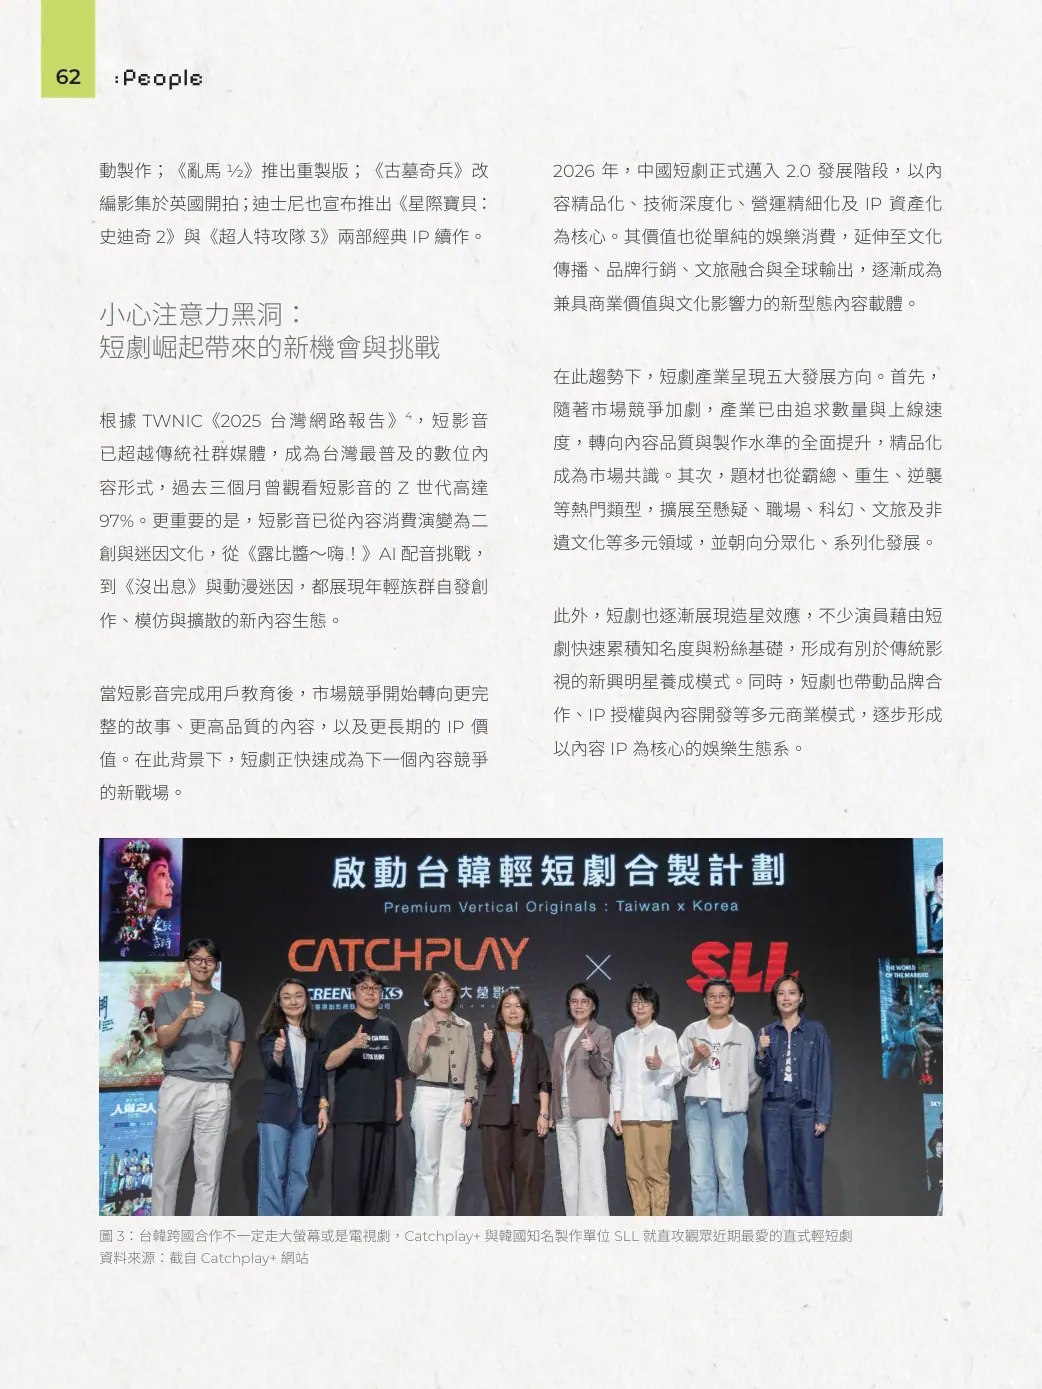 62
:People
動製作；《亂馬 ½》推出重製版；《古墓奇兵》改
編影集於英國開拍；迪士尼也宣布推出《星際寶貝：
史迪奇 2》與《超人特攻隊 3》兩部經典 IP 續作。
小心注意力黑洞：
短劇崛起帶來的新機會與挑戰
根據 TWNIC《2025 台灣網路報告》⁴，短影音
已超越傳統社群媒體，成為台灣最普及的數位內
容形式，過去三個月曾觀看短影音的 Z 世代高達
97%。更重要的是，短影音已從內容消費演變為二
創與迷因文化，從《露比醬～嗨！》AI 配音挑戰，
到《沒出息》與動漫迷因，都展現年輕族群自發創
作、模仿與擴散的新內容生態。
當短影音完成用戶教育後，市場競爭開始轉向更完
整的故事、更高品質的內容，以及更長期的 IP 價
值。在此背景下，短劇正快速成為下一個內容競爭
的新戰場。
2026 年，中國短劇正式邁入 2.0 發展階段，以內
容精品化、技術深度化、營運精細化及 IP 資產化
為核心。其價值也從單純的娛樂消費，延伸至文化
傳播、品牌行銷、文旅融合與全球輸出，逐漸成為
兼具商業價值與文化影響力的新型態內容載體。
在此趨勢下，短劇產業呈現五大發展方向。首先，
隨著市場競爭加劇，產業已由追求數量與上線速
度，轉向內容品質與製作水準的全面提升，精品化
成為市場共識。其次，題材也從霸總、重生、逆襲
等熱門類型，擴展至懸疑、職場、科幻、文旅及非
遺文化等多元領域，並朝向分眾化、系列化發展。
此外，短劇也逐漸展現造星效應，不少演員藉由短
劇快速累積知名度與粉絲基礎，形成有別於傳統影
視的新興明星養成模式。同時，短劇也帶動品牌合
作、IP 授權與內容開發等多元商業模式，逐步形成
以內容 IP 為核心的娛樂生態系。
啟動台韓輕短劇合製計劃
Premium Vertical Originals : Taiwan x Korea
CATCHPLAY × SLL
大螢影業
THE WORLD
OF THE MARRIED
人選之人
圖 3：台韓跨國合作不一定走大螢幕或是電視劇，Catchplay+ 與韓國知名製作單位 SLL 就直攻觀眾近期最愛的直式輕短劇
資料來源：截自 Catchplay+ 網站